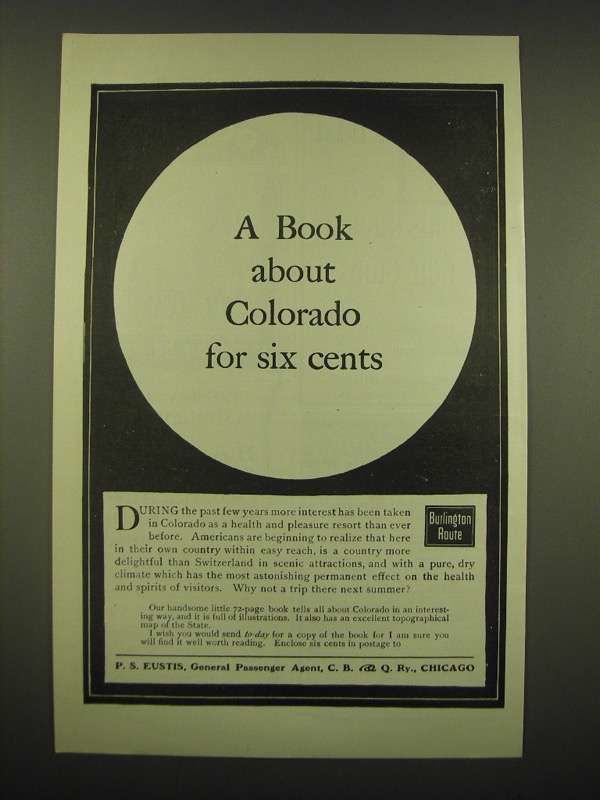 A Book
about
Colorado
for six cents
DURING the past few years more interest has been taken
in Colorado as a health and pleasure resort than ever
before. Americans are beginning to realize that here
in their own country within easy reach, is a country more
delightful than Switzerland in scenic attractions, and with a pure, dry
climate which has the most astonishing permanent effect on the health
and spirits of visitors. Why not a trip there next summer?
Burlington
Route
Our handsome little 72-page book tells all about Colorado in an interest-
ing way, and it is full of illustrations. It also has an excellent topographical
map of the State.
I wish you would send to-day for a copy of the book for I am sure you
will find it well worth reading. Enclose six cents in postage to
P. S. EUSTIS, General Passenger Agent, C. B. & Q. Ry., CHICAGO